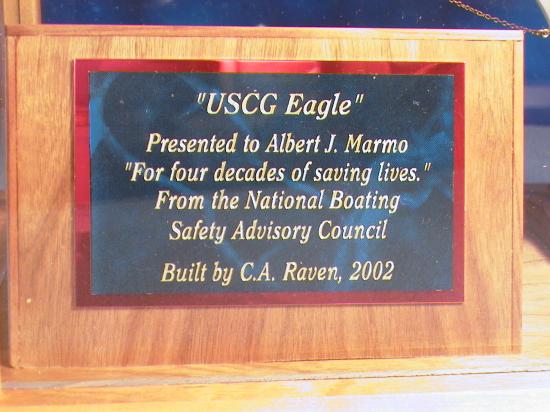 "USCG Eagle"
Presented to Albert J. Marmo
"For four decades of saving lives."
From the National Boating
Safety Advisory Council
Built by C.A. Raven, 2002